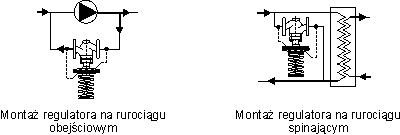 Montaż regulatora na rurociągu
obejściowym
Montaż regulatora na rurociągu
spinającym